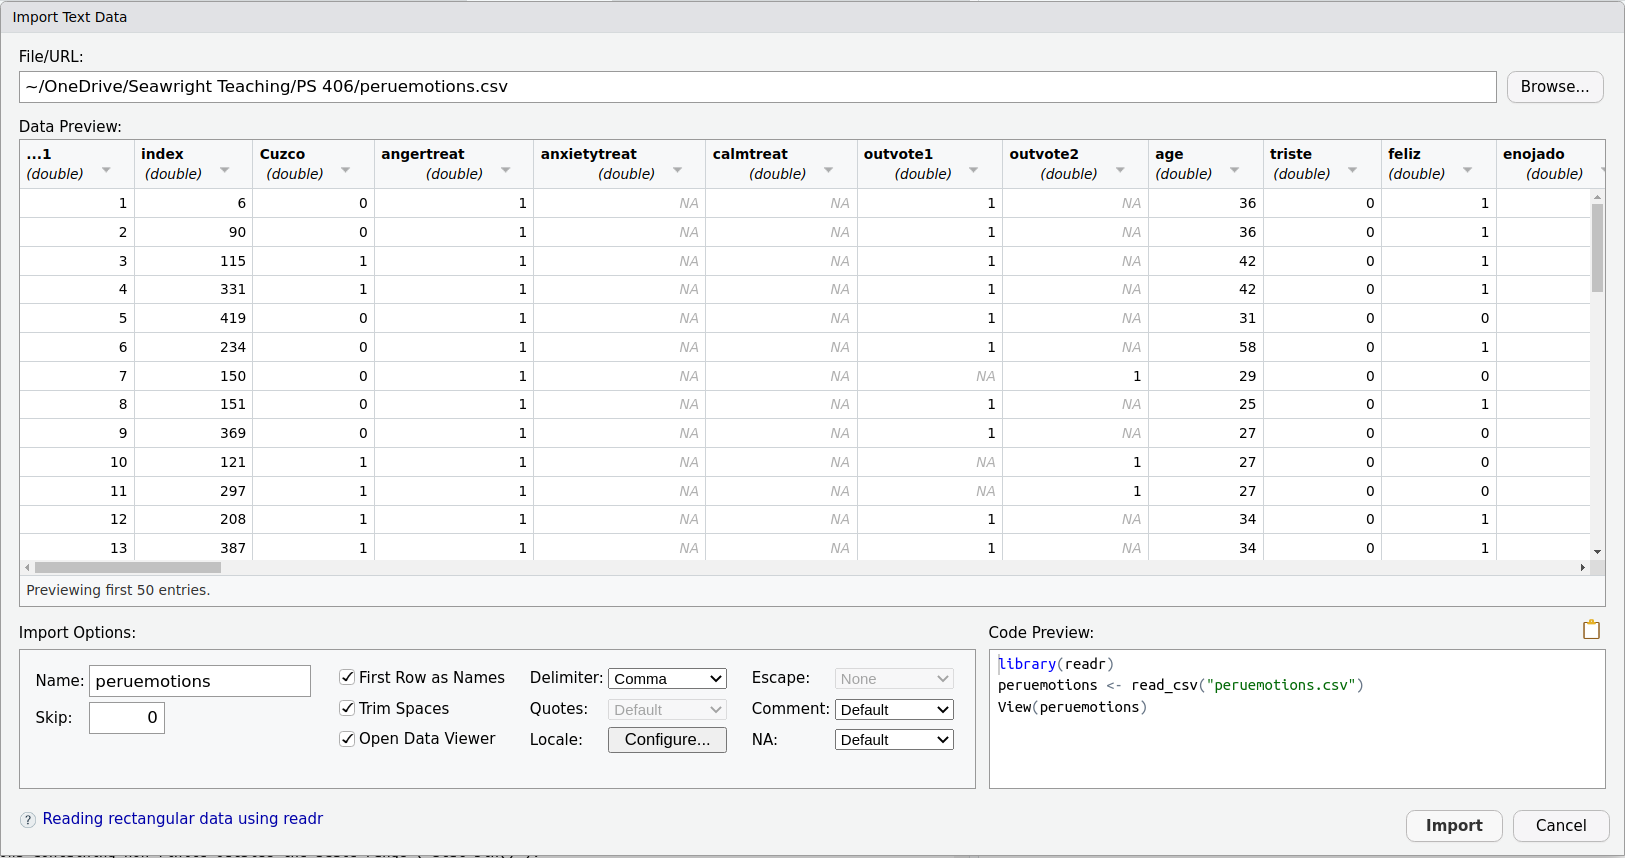 Import Text Data
File/URL:
~/OneDrive/Seawright Teaching/PS 406/peruemotions.csv Browse...
Data Preview:
...1 index Cuzco angertreat anxietytreat calmtreat outvote1 outvote2 age triste feliz enojado
(double) (double) (double) (double) (double) (double) (double) (double) (double) (double) (double) (double)
1 6 0 1 NA NA 1 NA 36 0 1
2 90 0 1 NA NA 1 NA 36 0 1
3 115 1 1 NA NA 1 NA 42 0 1
4 331 1 1 NA NA 1 NA 42 0 1
5 419 0 1 NA NA 1 NA 31 0 0
6 234 0 1 NA NA 1 NA 58 0 1
7 150 0 1 NA NA NA 1 29 0 0
8 151 0 1 NA NA 1 NA 25 0 1
9 369 0 1 NA NA 1 NA 27 0 0
10 121 1 1 NA NA NA 1 27 0 0
11 297 1 1 NA NA NA 1 27 0 0
12 208 1 1 NA NA 1 NA 34 0 1
13 387 1 1 NA NA 1 NA 34 0 1
Previewing first 50 entries.
Import Options:
Name: peruemotions
Skip: 0
First Row as Names
Trim Spaces
Open Data Viewer
Delimiter: Comma
Quotes: Default
Locale: Configure...
Escape: None
Comment: Default
NA: Default
Code Preview:
library(readr)
peruemotions <- read_csv("peruemotions.csv")
View(peruemotions)
? Reading rectangular data using readr
Import Cancel